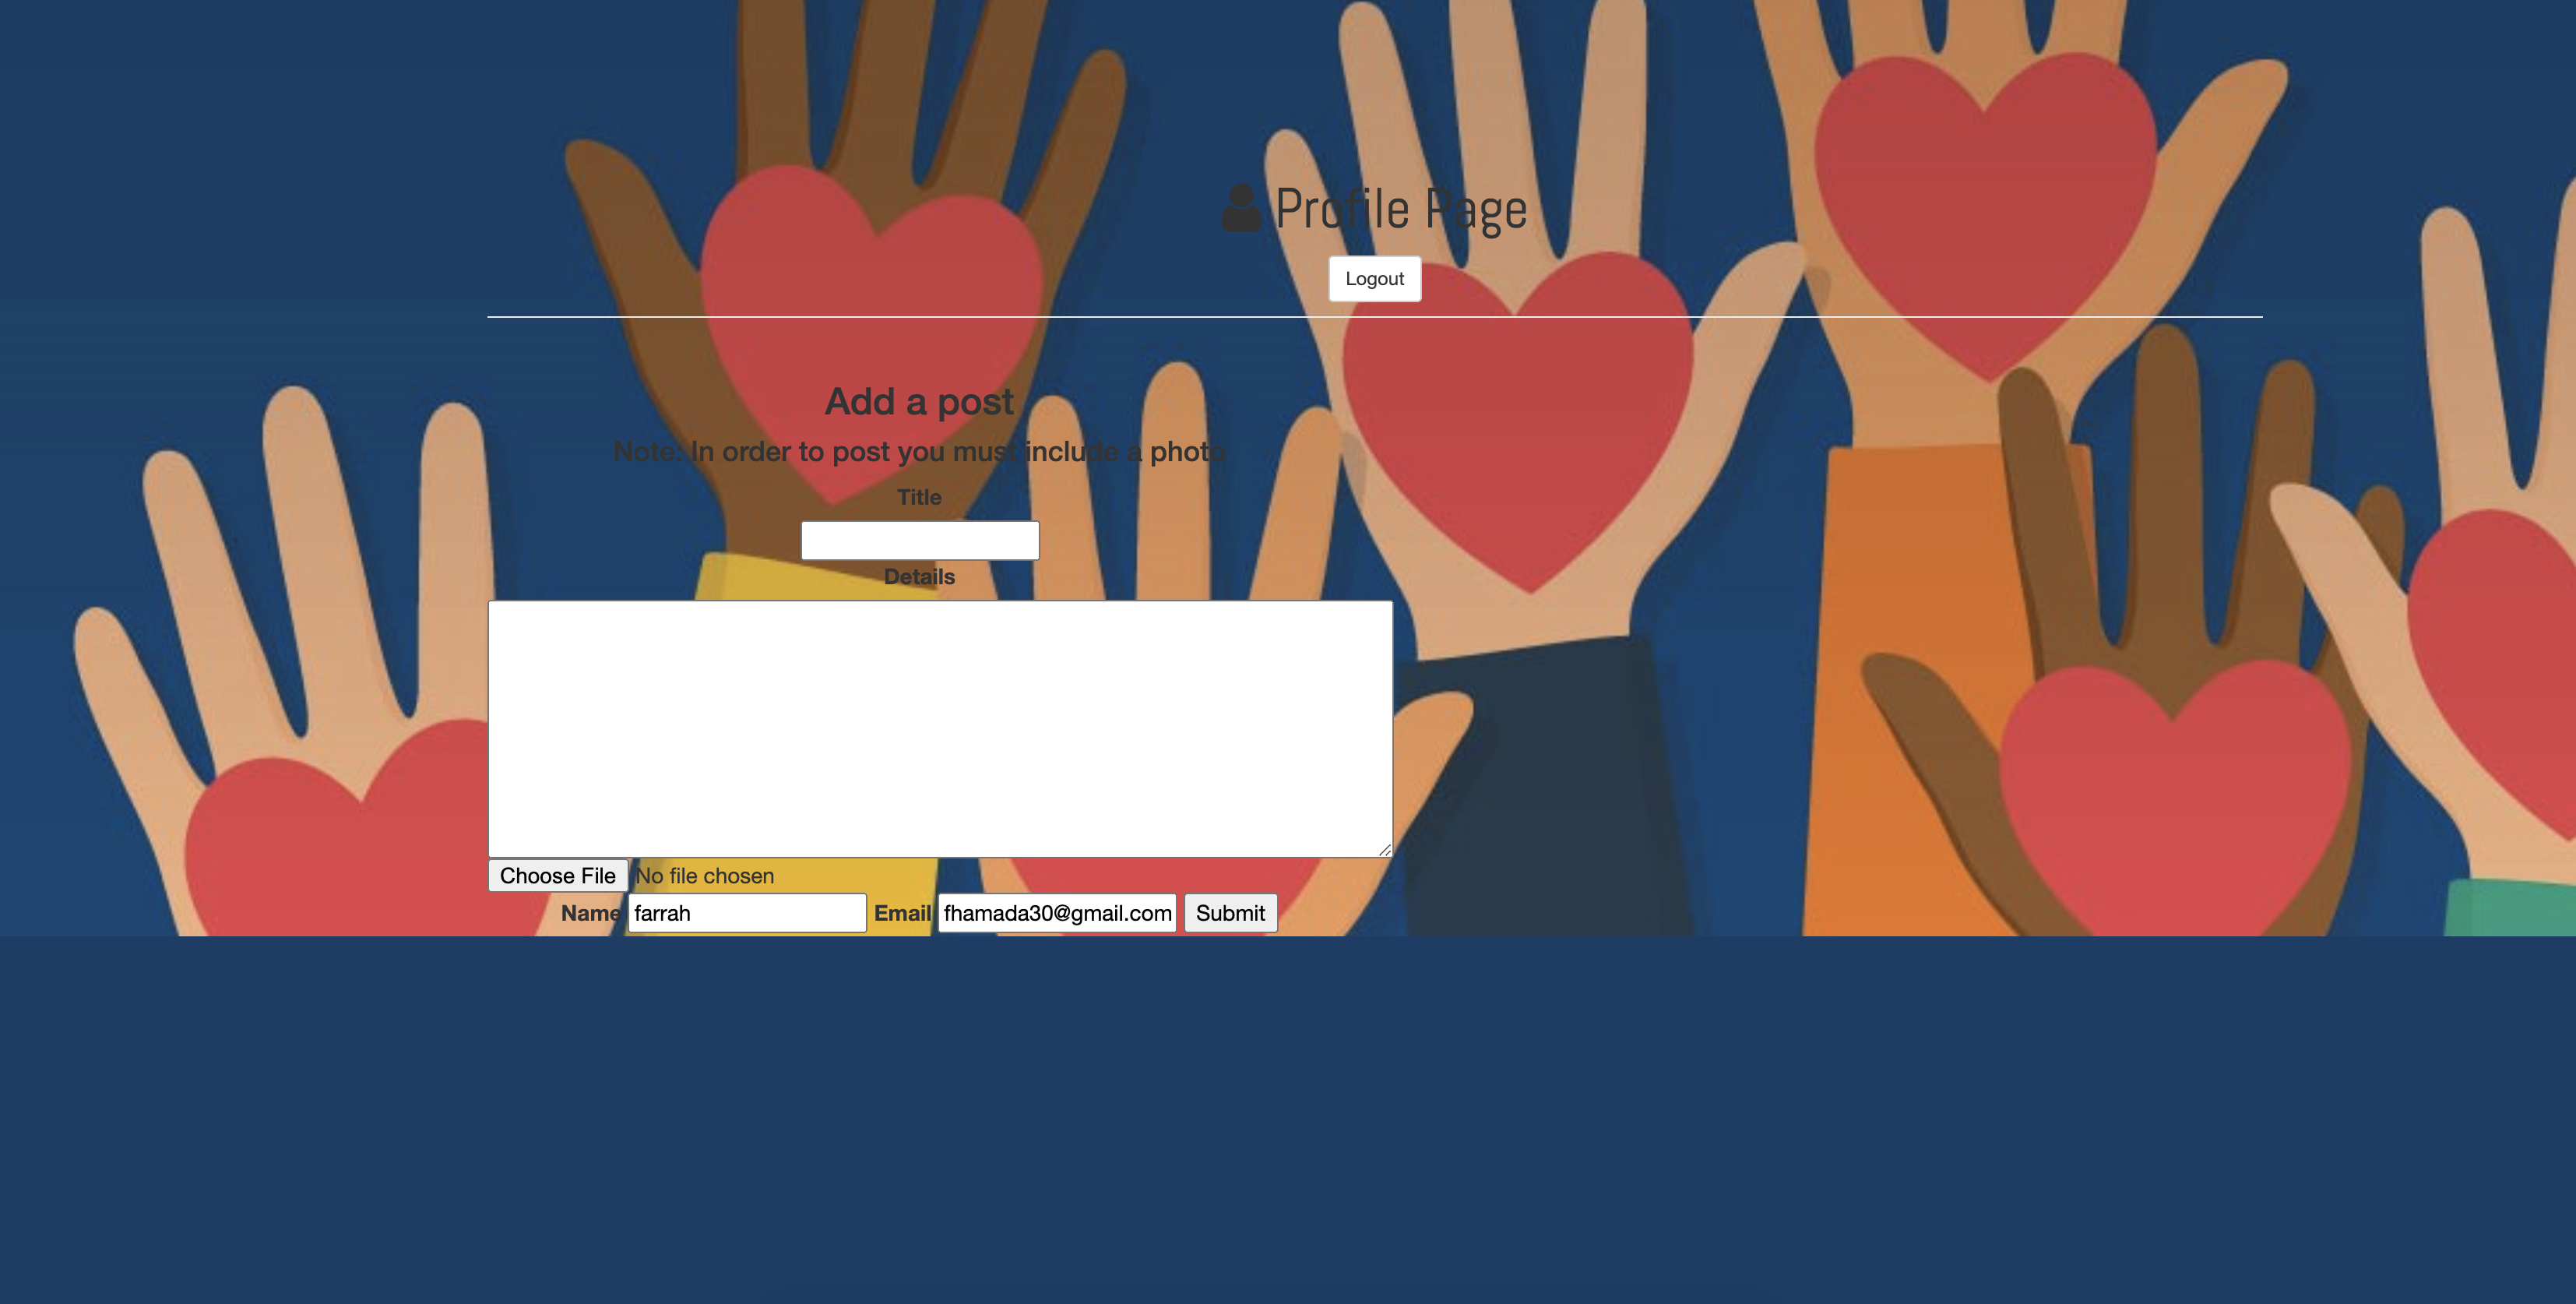 Profile Page
Logout
Add a post
Note: In order to post you must include a photo
Title
Details
Choose File No file chosen
Name farrah Email fhamada30@gmail.com Submit